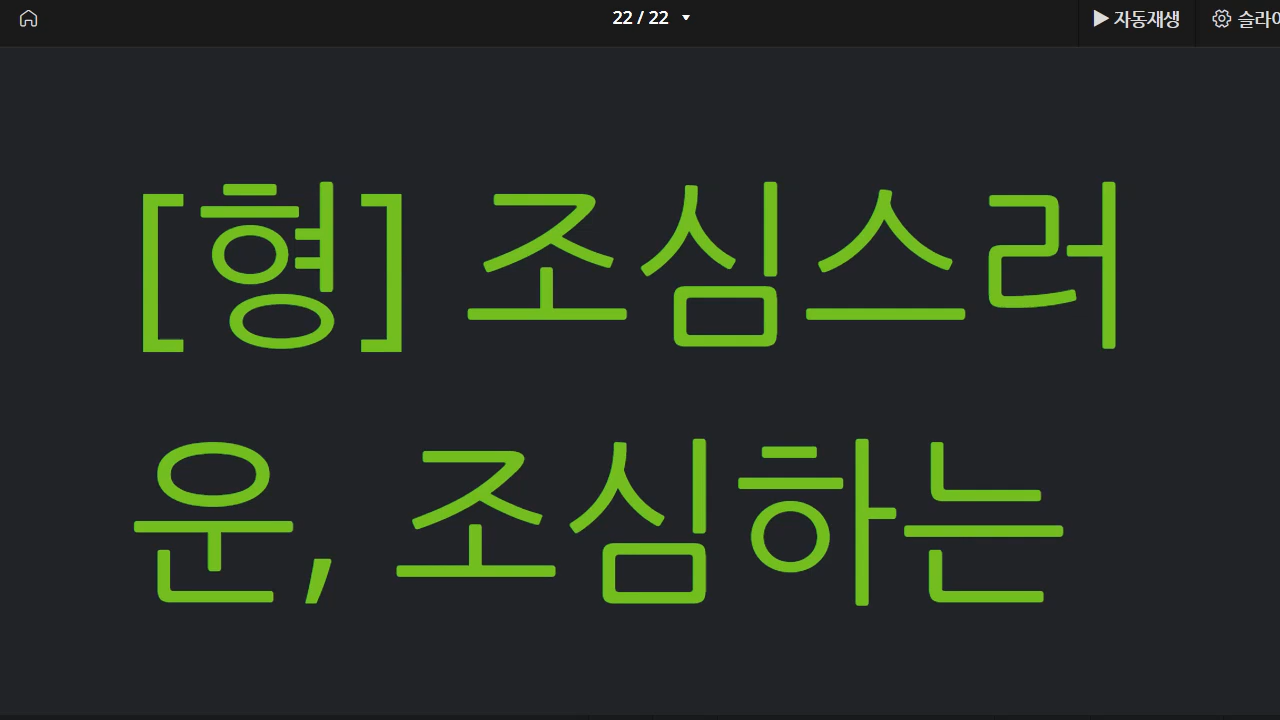 22 / 22
자동재생
슬라이
[형] 조심스러
운, 조심하는